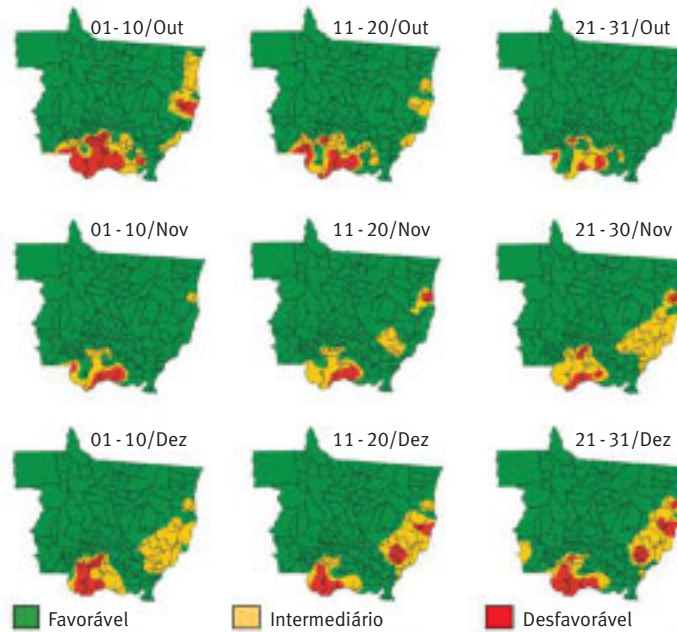 01-10/Out
11-20/Out
21-31/Out
01-10/Nov
11-20/Nov
21-30/Nov
01-10/Dez
11-20/Dez
21-31/Dez
Favorável
Intermediário
Desfavorável